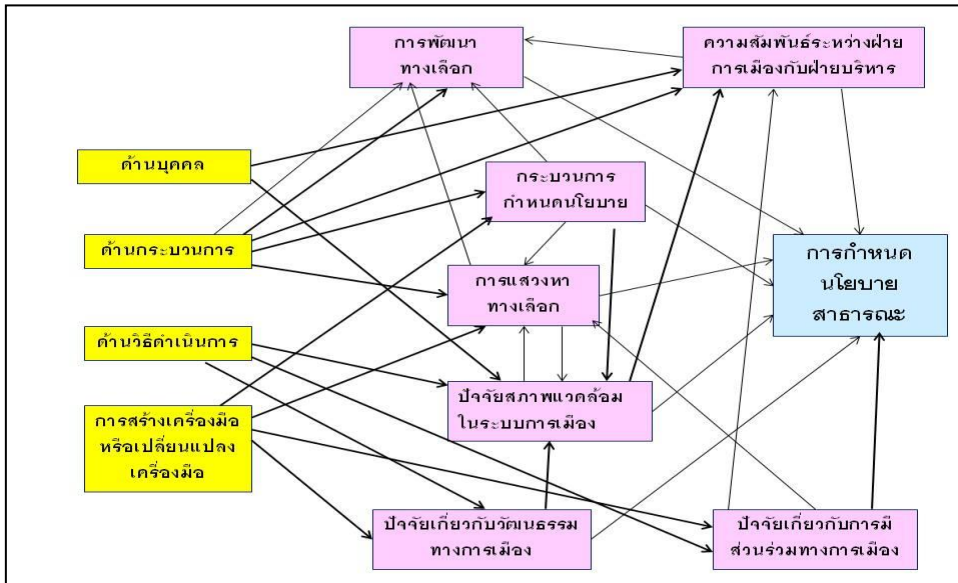 การพัฒนา
ทางเลือก
ความสัมพันธ์ระหว่างฝ่าย
การเมืองกับฝ่ายบริหาร
ด้านบุคคล
กระบวนการ
กำหนดนโยบาย
ด้านกระบวนการ
การกำหนด
นโยบาย
สาธารณะ
การแสวงหา
ทางเลือก
ด้านวิธีดำเนินการ
ปัจจัยสภาพแวดล้อม
ในระบบการเมือง
การสร้างเครื่องมือ
หรือเปลี่ยนแปลง
เครื่องมือ
ปัจจัยเกี่ยวกับวัฒนธรรม
ทางการเมือง
ปัจจัยเกี่ยวกับการมี
ส่วนร่วมทางการเมือง